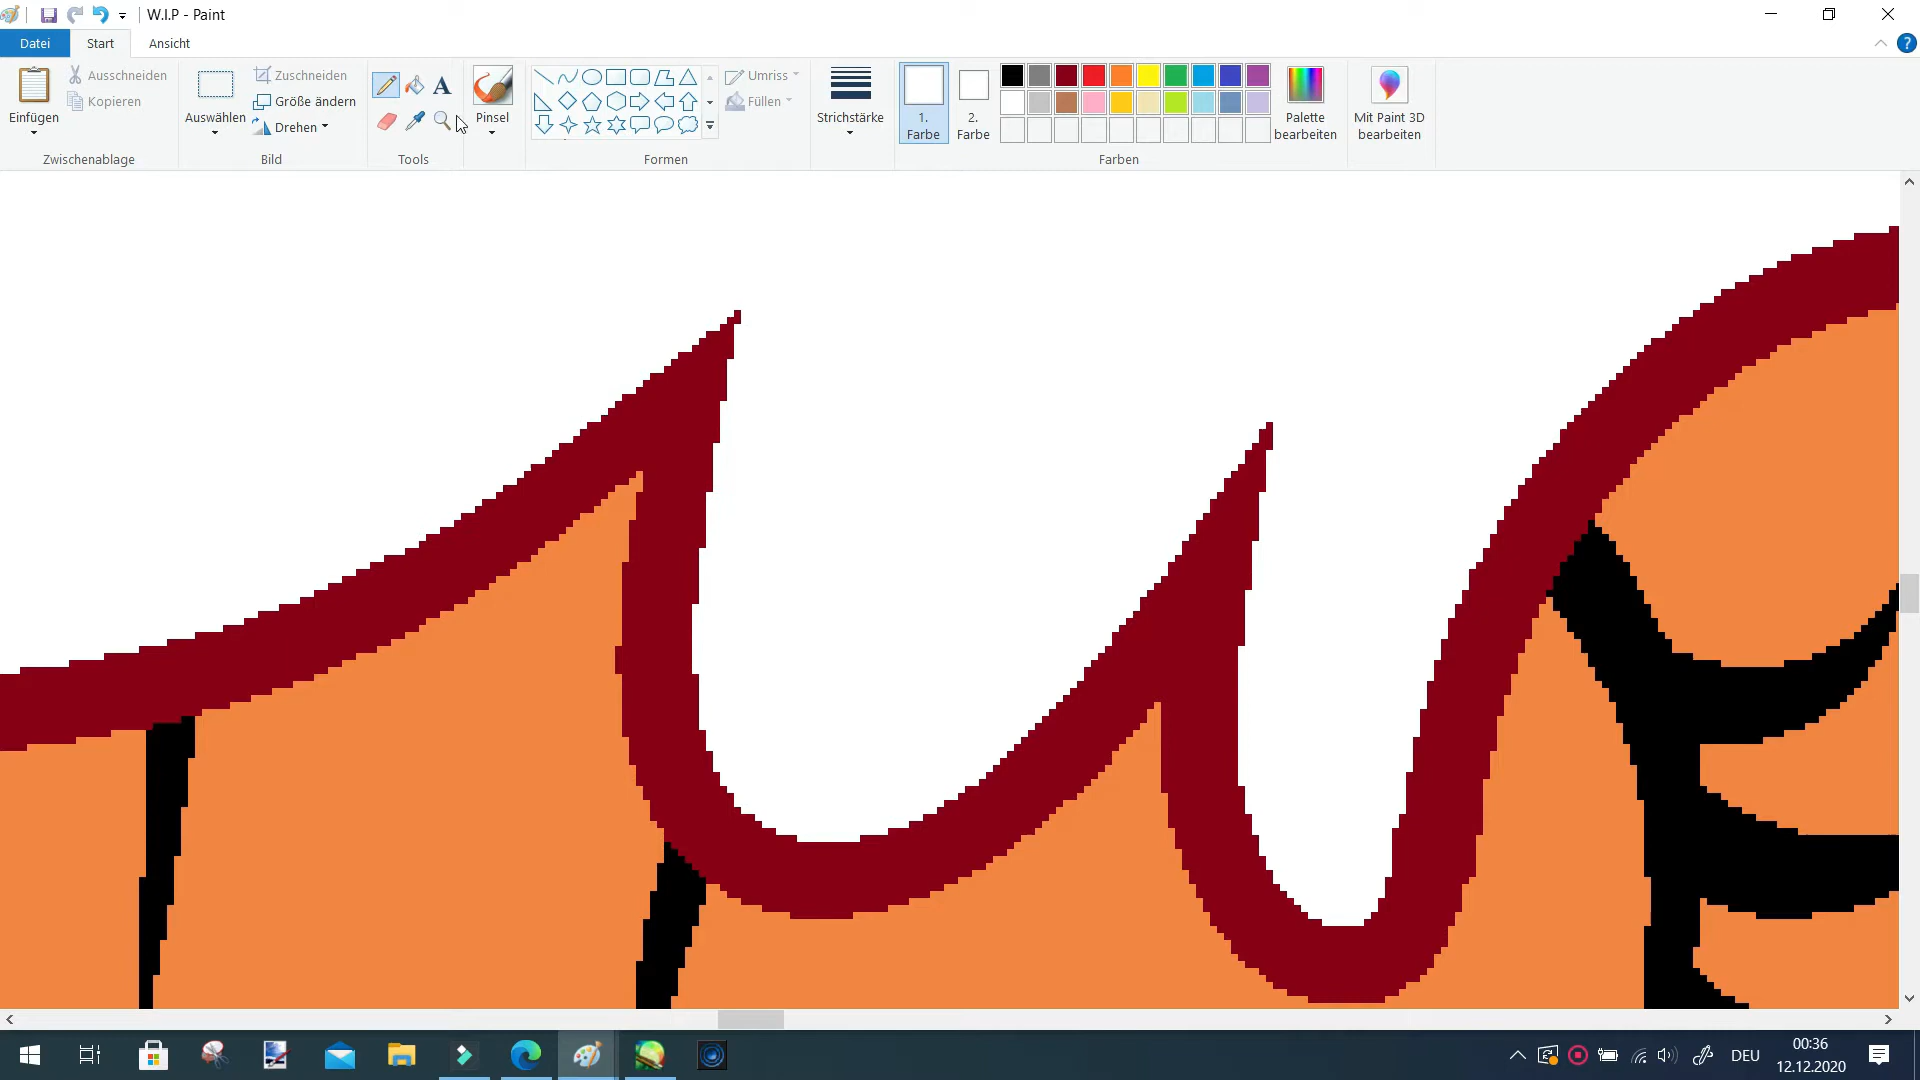 W.I.P - Paint
Datei Start Ansicht
Einfügen
Ausschneiden
Kopieren
Zwischenablage
Auswählen
Zuschneiden
Größe ändern
Drehen
Bild
A
Tools
Pinsel
Formen
Umriss
Füllen
Strichstärke
1.
Farbe
2.
Farbe
Farben
Palette
bearbeiten
Mit Paint 3D
bearbeiten
?
DEU
00:36
12.12.2020